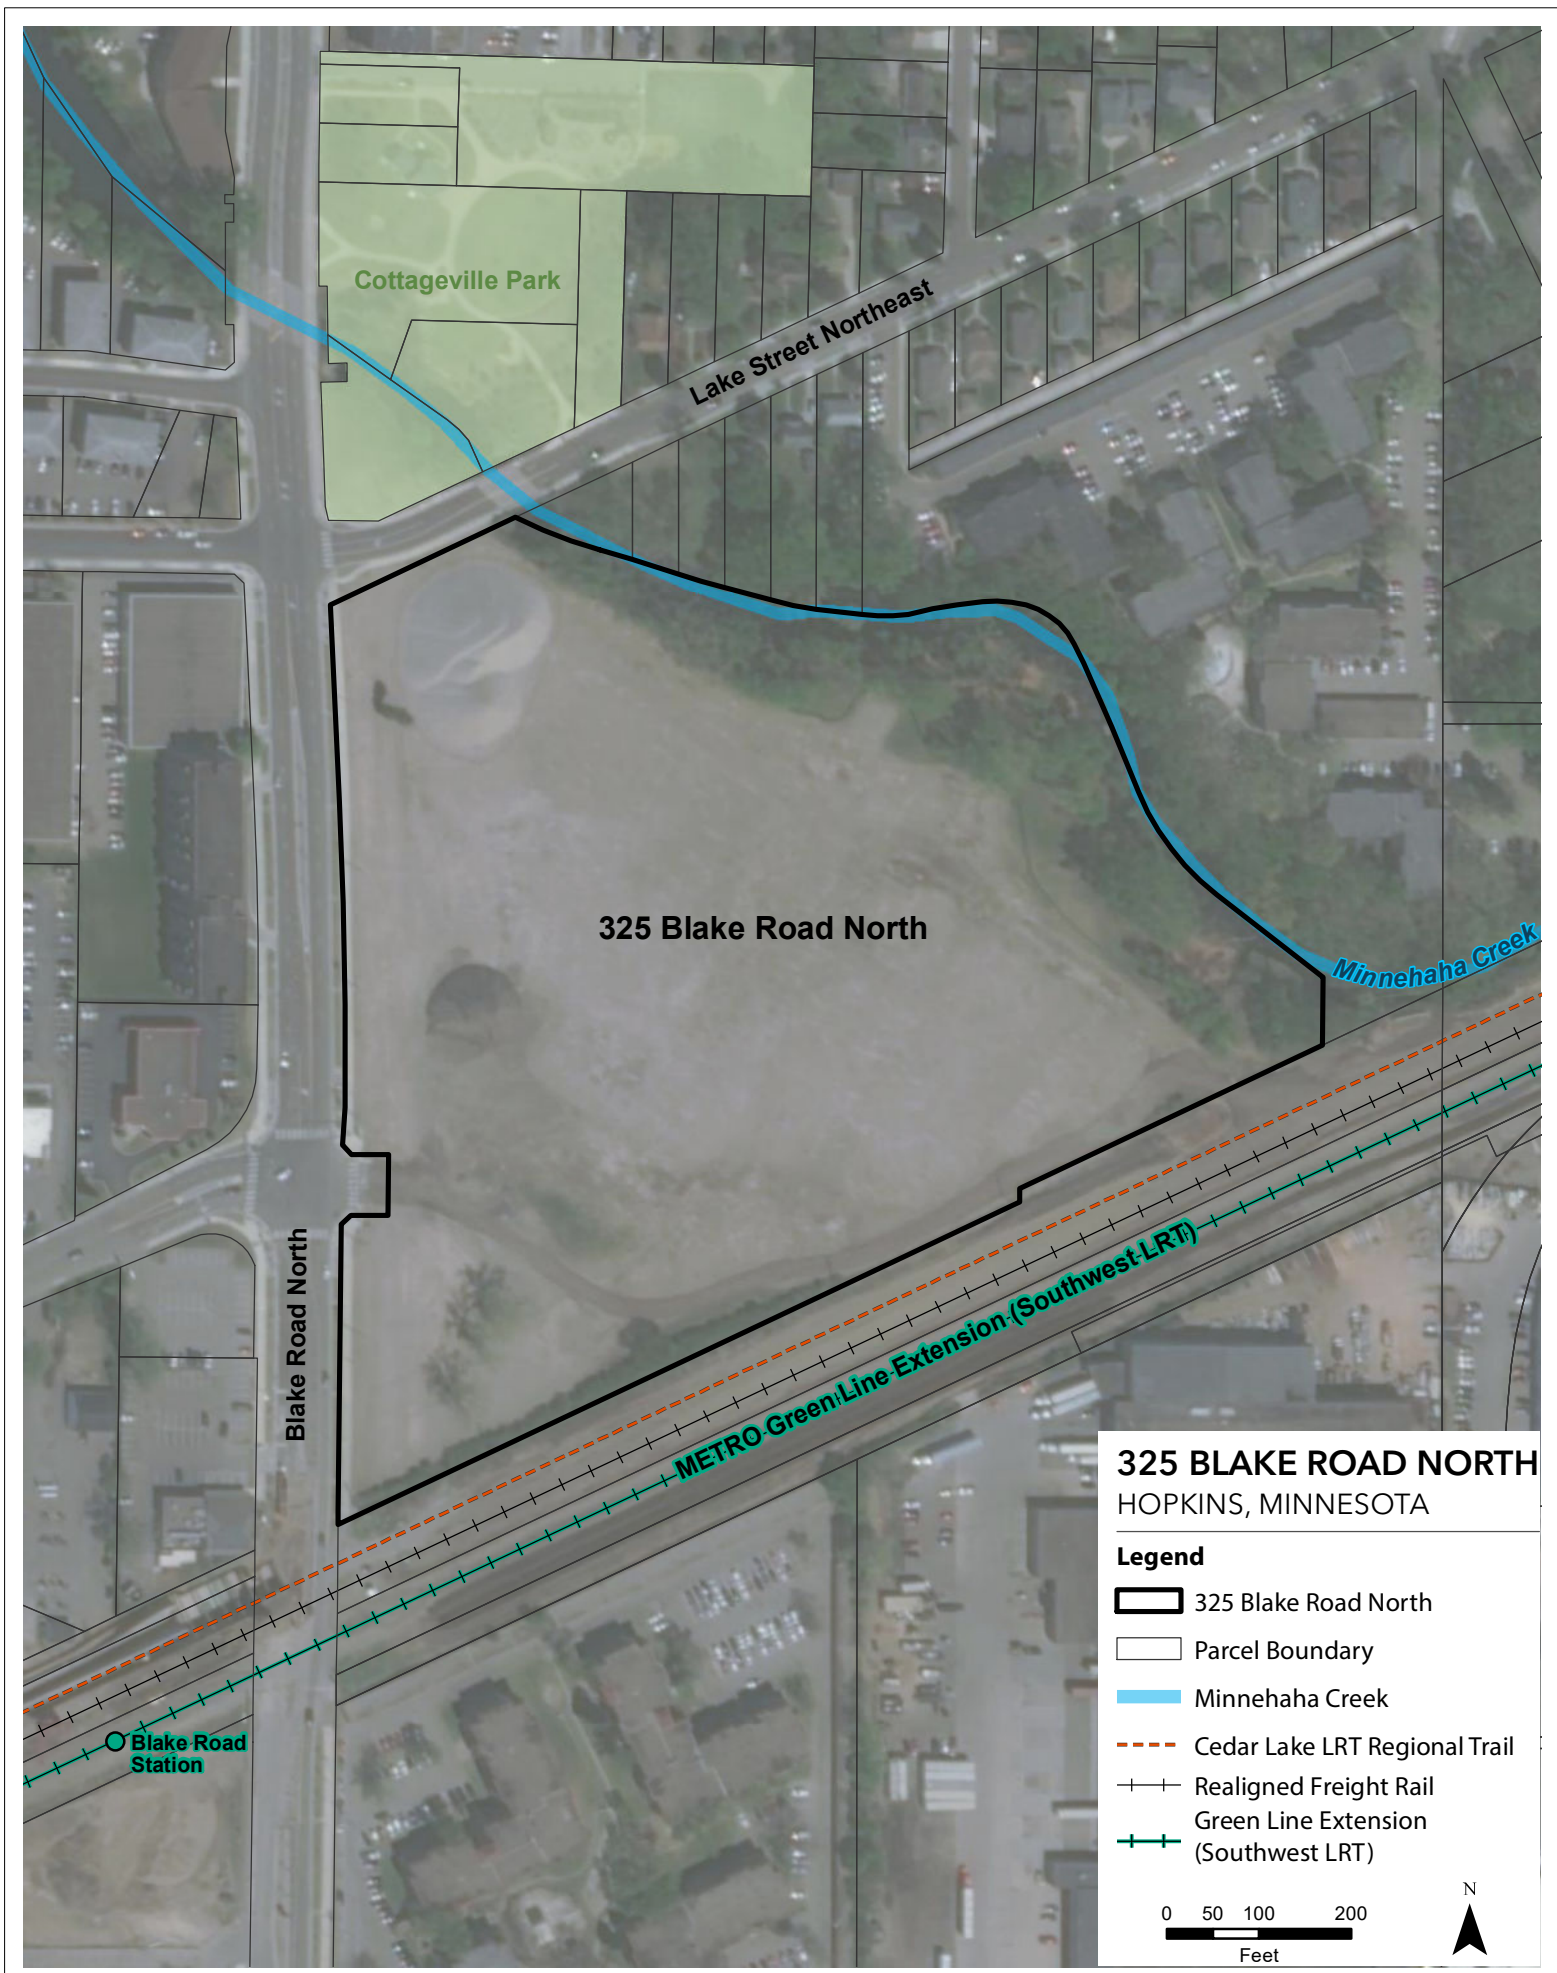 Cottageville Park
Lake Street Northeast
325 Blake Road North
Minnehaha Creek
Blake Road North
METRO Green Line Extension (Southwest LRT)
Blake Road
Station
325 BLAKE ROAD NORTH
HOPKINS, MINNESOTA
Legend
325 Blake Road North
Parcel Boundary
Minnehaha Creek
Cedar Lake LRT Regional Trail
Realigned Freight Rail
Green Line Extension
(Southwest LRT)
N
0 50 100 200
Feet